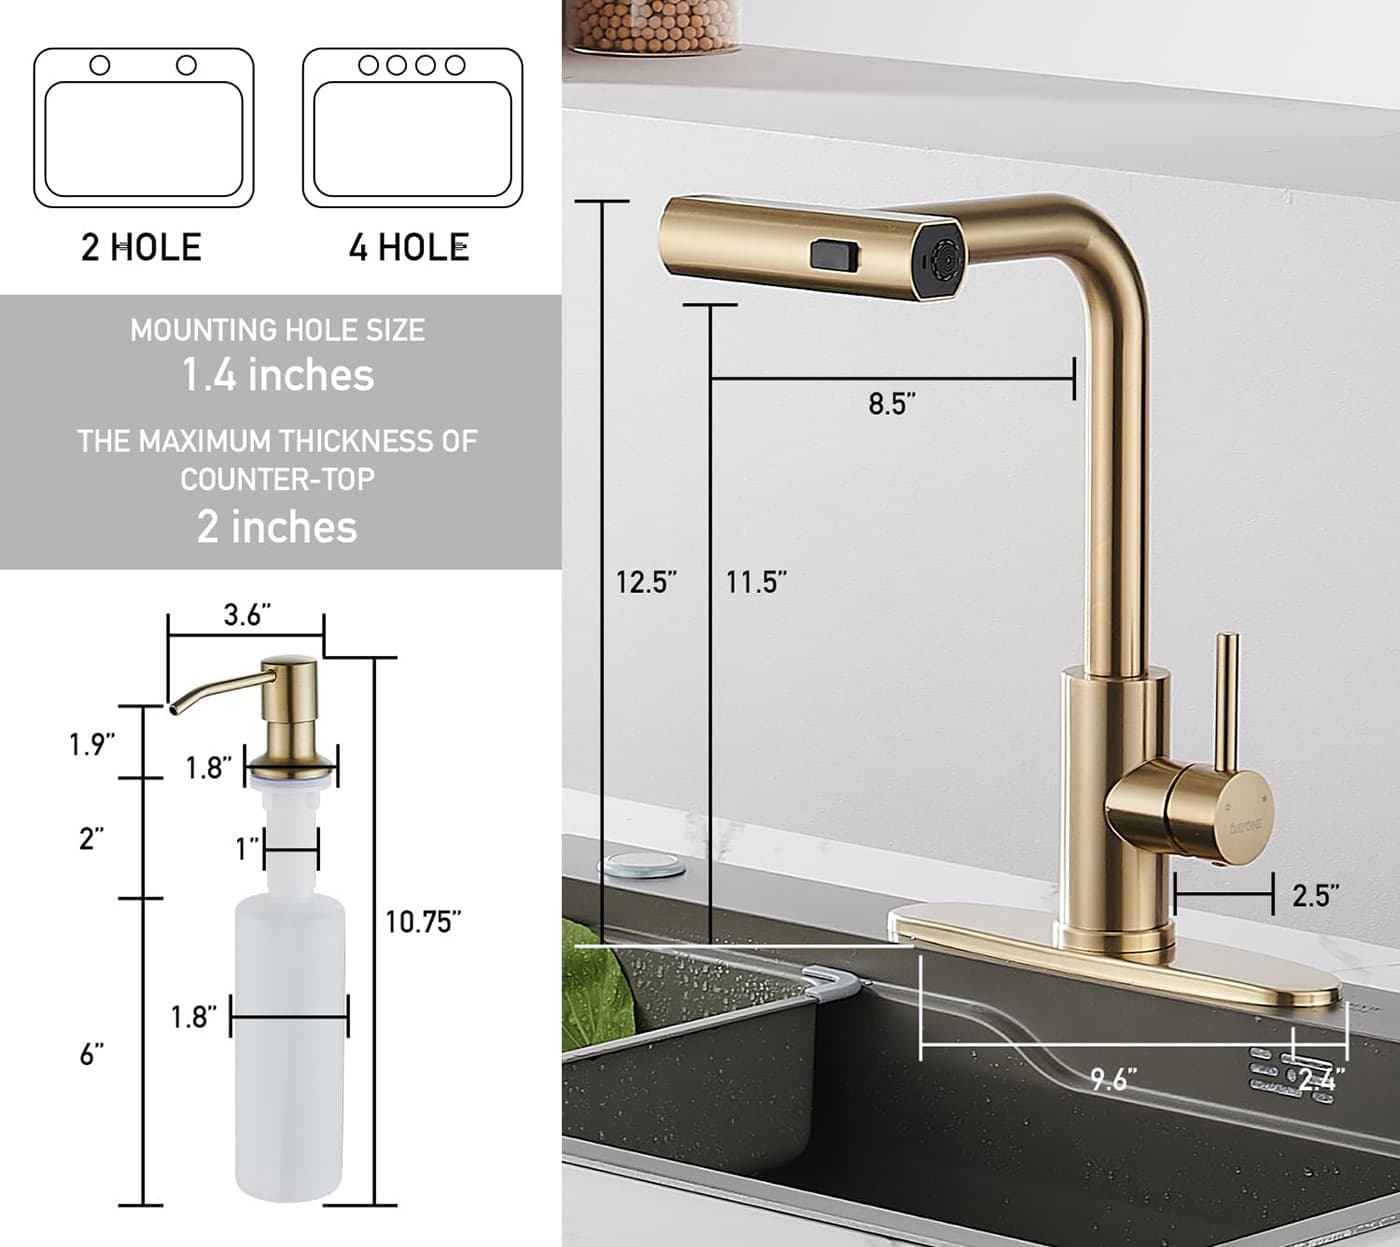 2 HOLE
4 HOLE
MOUNTING HOLE SIZE
1.4 inches
THE MAXIMUM THICKNESS OF
COUNTER-TOP
2 inches
3.6"
1.9"
1.8"
2"
1"
10.75"
1.8"
6"
8.5"
12.5"
11.5"
2.5"
9.6"
2.4"